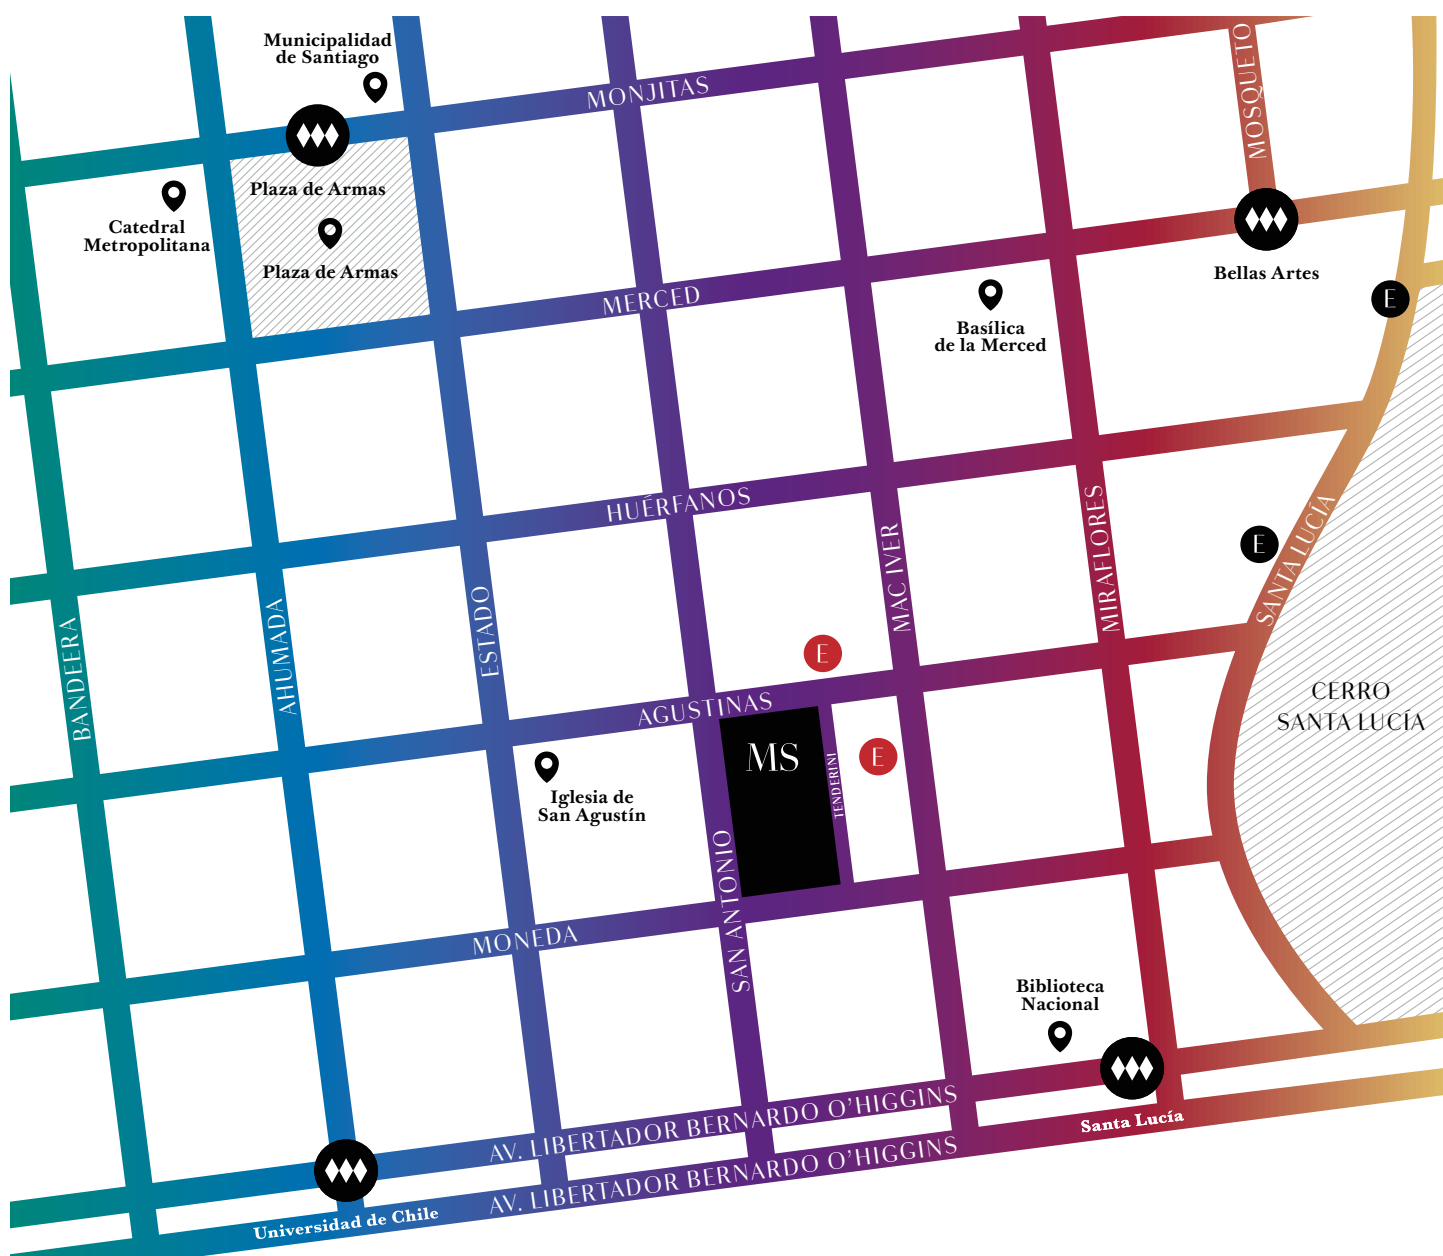 Municipalidad
de Santiago
MONJITAS
MOSQUETO
Plaza de Armas
Catedral
Metropolitana
Plaza de Armas
Bellas Artes
E
MERCED
Basílica
de la Merced
HUÉRFANOS
BANDEERA
AHUMADA
ESTADO
MAC IVER
MIRAFLORES
SANTA LUCÍA
E
E
CERRO
SANTA LUCÍA
AGUSTINAS
MS
TENDERINI
E
Iglesia de
San Agustín
SAN ANTONIO
MONEDA
Biblioteca
Nacional
AV. LIBERTADOR BERNARDO O’HIGGINS
Santa Lucía
AV. LIBERTADOR BERNARDO O’HIGGINS
Universidad de Chile